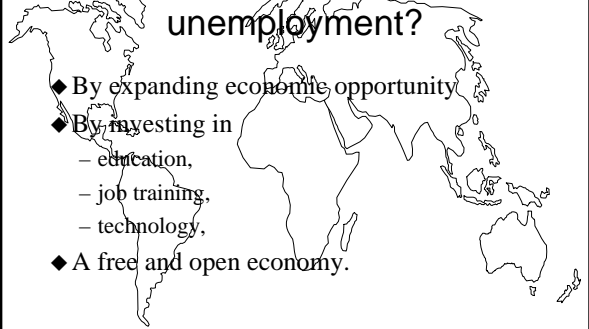 unemployment?
◆ By expanding economic opportunity
◆ By investing in
– education,
– job training,
– technology,
◆ A free and open economy.